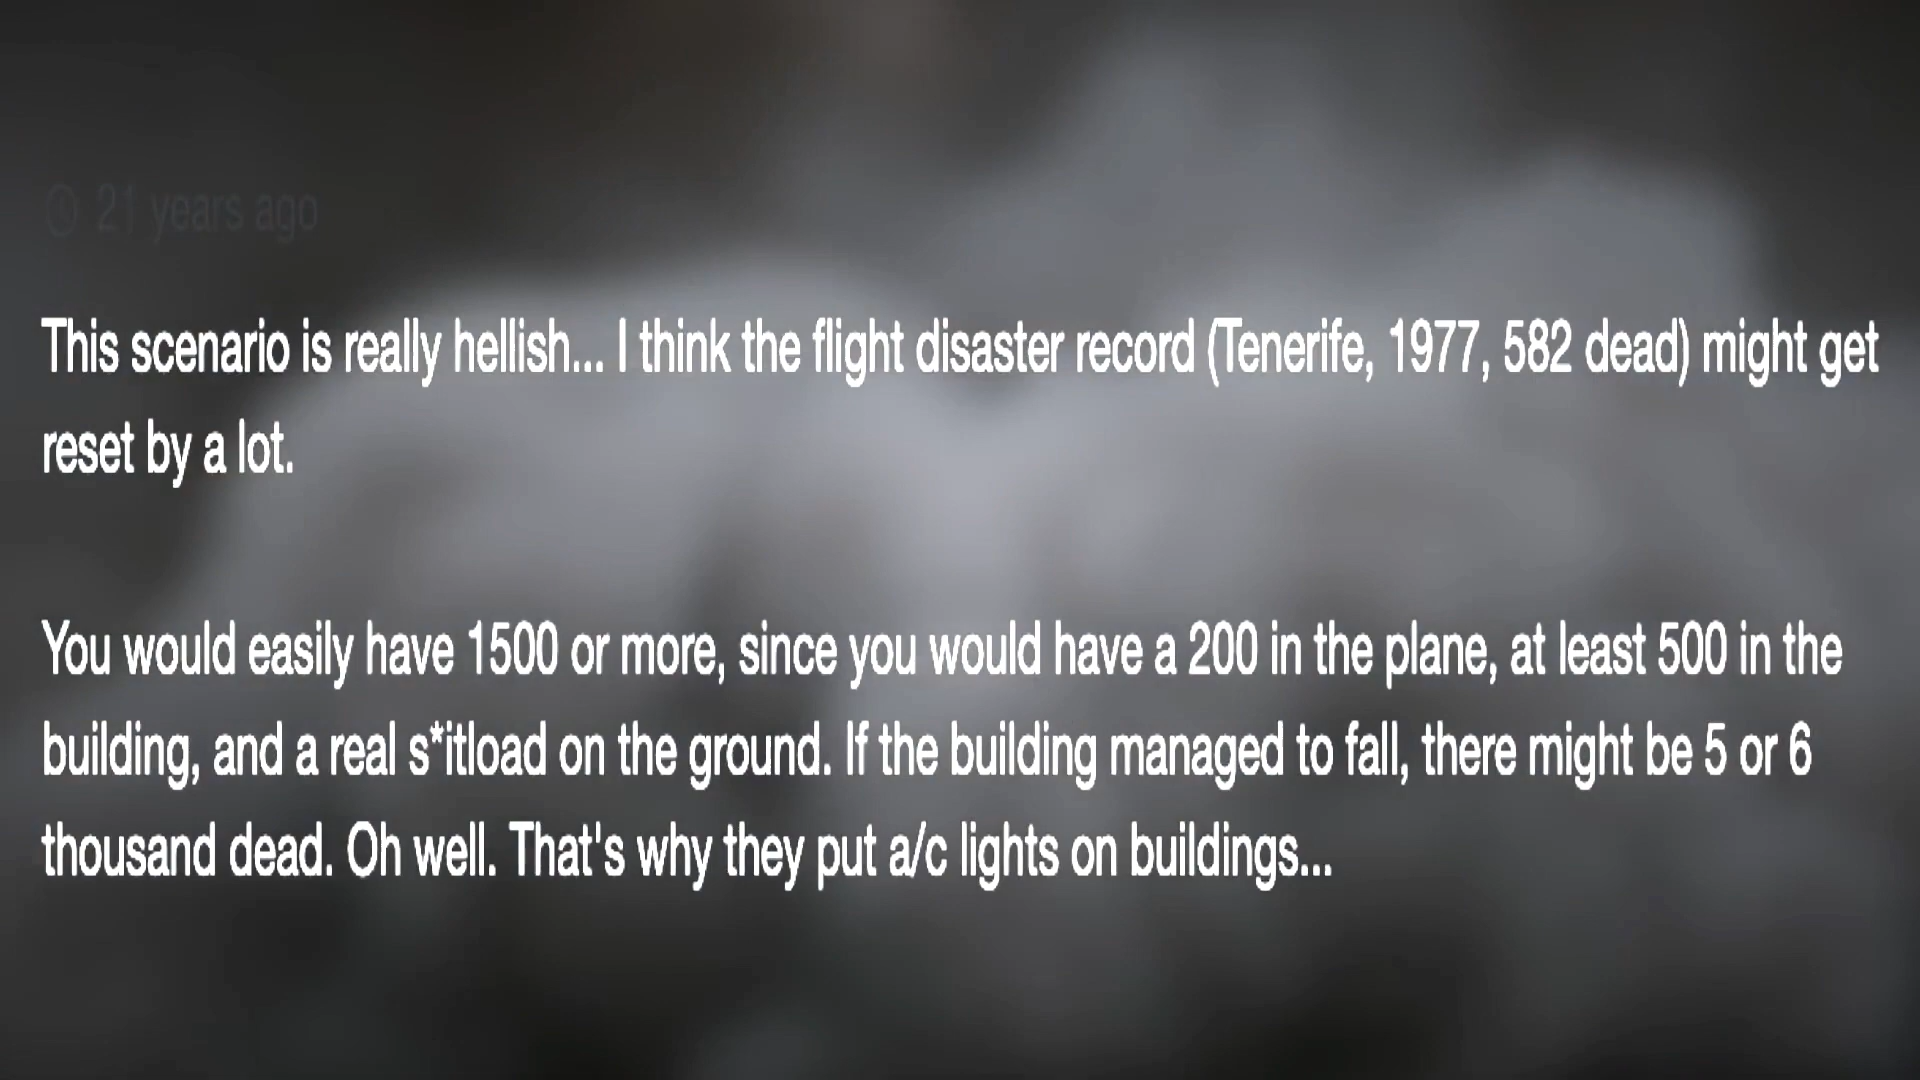 21 years ago
This scenario is really hellish... I think the flight disaster record (Tenerife, 1977, 582 dead) might get
reset by a lot.
You would easily have 1500 or more, since you would have a 200 in the plane, at least 500 in the
building, and a real s*itload on the ground. If the building managed to fall, there might be 5 or 6
thousand dead. Oh well. That's why they put a/c lights on buildings...